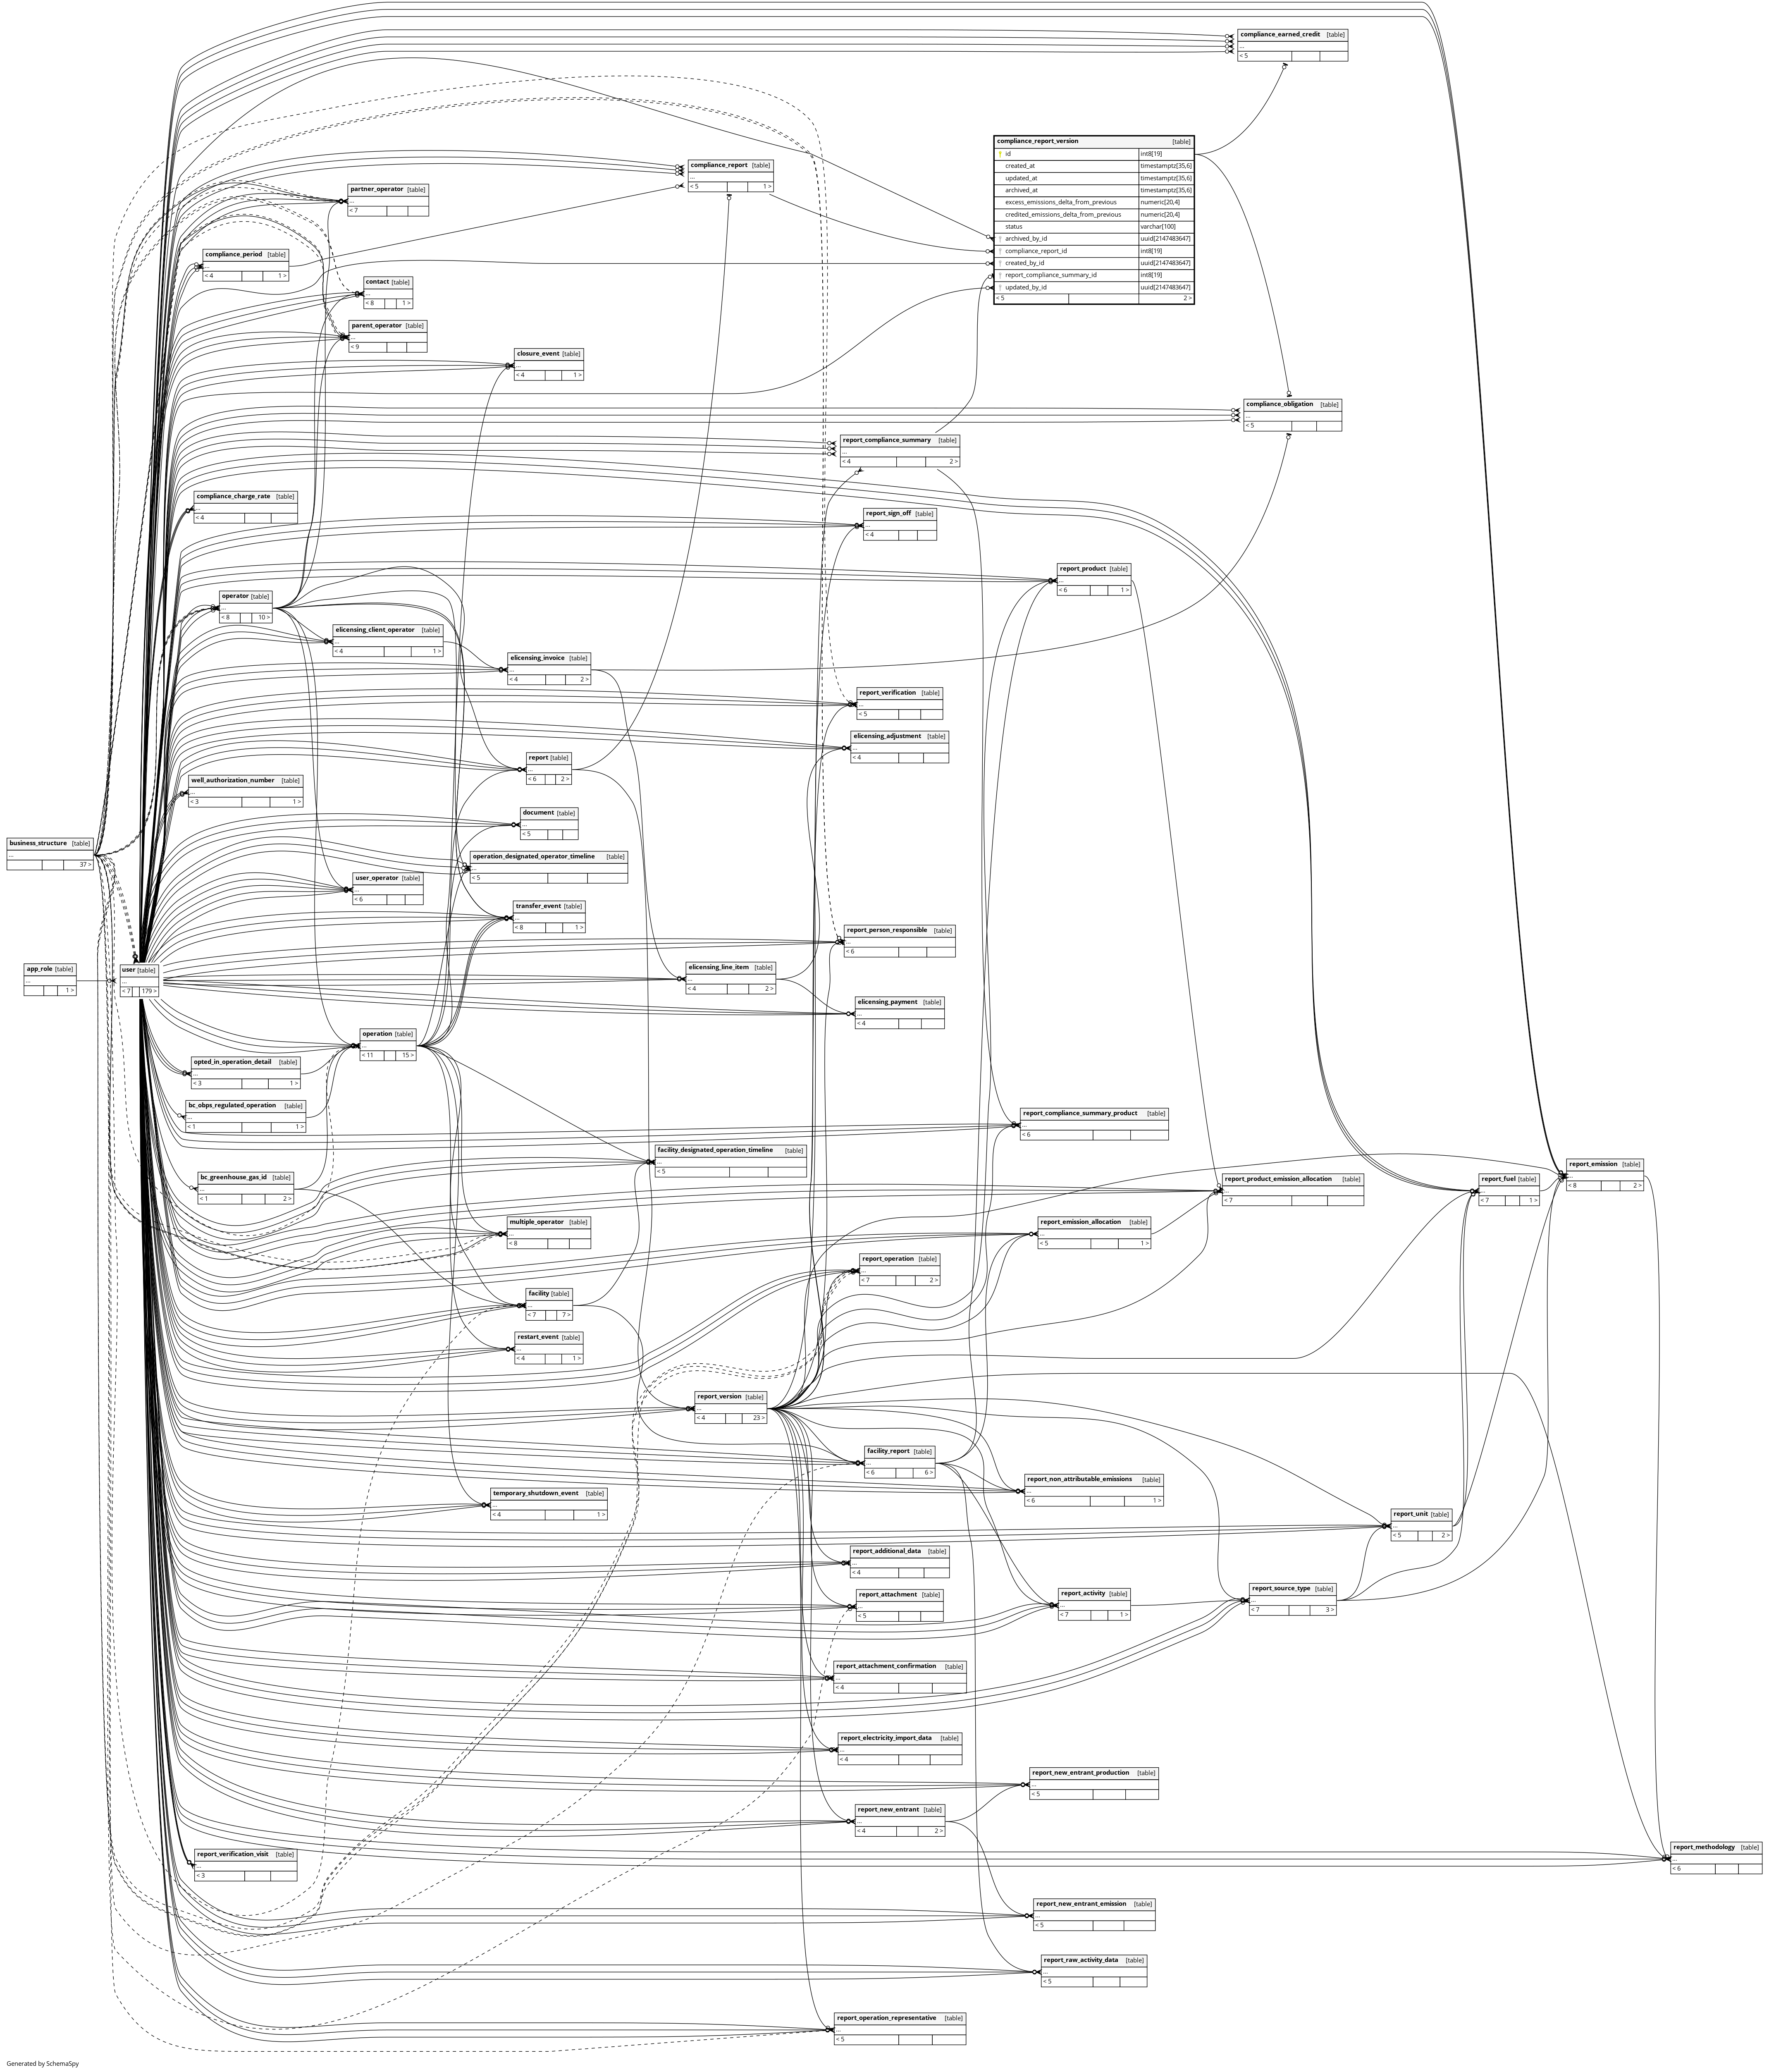 compliance_earned_credit [table]
...
< 5
compliance_report_version [table]
id int8[19]
created_at timestamptz[35,6]
updated_at timestamptz[35,6]
archived_at timestamptz[35,6]
excess_emissions_delta_from_previous numeric[20,4]
credited_emissions_delta_from_previous numeric[20,4]
status varchar[100]
archived_by_id uuid[2147483647]
compliance_report_id int8[19]
created_by_id uuid[2147483647]
report_compliance_summary_id int8[19]
updated_by_id uuid[2147483647]
< 5 2 >
compliance_report [table]
...
< 5 1 >
partner_operator [table]
...
< 7
compliance_period [table]
...
< 4 1 >
contact [table]
...
< 8 1 >
parent_operator [table]
...
< 9
closure_event [table]
...
< 4 1 >
compliance_obligation [table]
...
< 5
report_compliance_summary [table]
...
< 4 2 >
compliance_charge_rate [table]
...
< 4
report_sign_off [table]
...
< 4
report_product [table]
...
< 6 1 >
operator [table]
...
< 8 10 >
elicensing_client_operator [table]
...
< 4 1 >
elicensing_invoice [table]
...
< 4 2 >
report_verification [table]
...
< 5
elicensing_adjustment [table]
...
< 4
report [table]
...
< 6 2 >
well_authorization_number [table]
...
< 3 1 >
document [table]
...
< 5
business_structure [table]
...
37 >
operation_designated_operator_timeline [table]
...
< 5
user_operator [table]
...
< 6
transfer_event [table]
...
< 8 1 >
report_person_responsible [table]
...
< 6
app_role [table]
...
1 >
user [table]
...
< 7 179 >
elicensing_line_item [table]
...
< 4 2 >
elicensing_payment [table]
...
< 4
operation [table]
...
< 11 15 >
opted_in_operation_detail [table]
...
< 3 1 >
bc_obps_regulated_operation [table]
...
< 1 1 >
report_compliance_summary_product [table]
...
< 6
facility_designated_operation_timeline [table]
...
< 5
bc_greenhouse_gas_id [table]
...
< 1 2 >
report_product_emission_allocation [table]
...
< 7
report_fuel [table]
...
< 7 1 >
report_emission [table]
...
< 8 2 >
multiple_operator [table]
...
< 8
report_emission_allocation [table]
...
< 5 1 >
report_operation [table]
...
< 7 2 >
facility [table]
...
< 7 7 >
restart_event [table]
...
< 4 1 >
report_version [table]
...
< 4 23 >
facility_report [table]
...
< 6 6 >
report_non_attributable_emissions [table]
...
< 6 1 >
temporary_shutdown_event [table]
...
< 4 1 >
report_unit [table]
...
< 5 2 >
report_additional_data [table]
...
< 4
report_attachment [table]
...
< 5
report_activity [table]
...
< 7 1 >
report_source_type [table]
...
< 7 3 >
report_attachment_confirmation [table]
...
< 4
report_electricity_import_data [table]
...
< 4
report_new_entrant_production [table]
...
< 5
report_new_entrant [table]
...
< 4 2 >
report_verification_visit [table]
...
< 3
report_methodology [table]
...
< 6
report_new_entrant_emission [table]
...
< 5
report_raw_activity_data [table]
...
< 5
report_operation_representative [table]
...
< 5
Generated by SchemaSpy